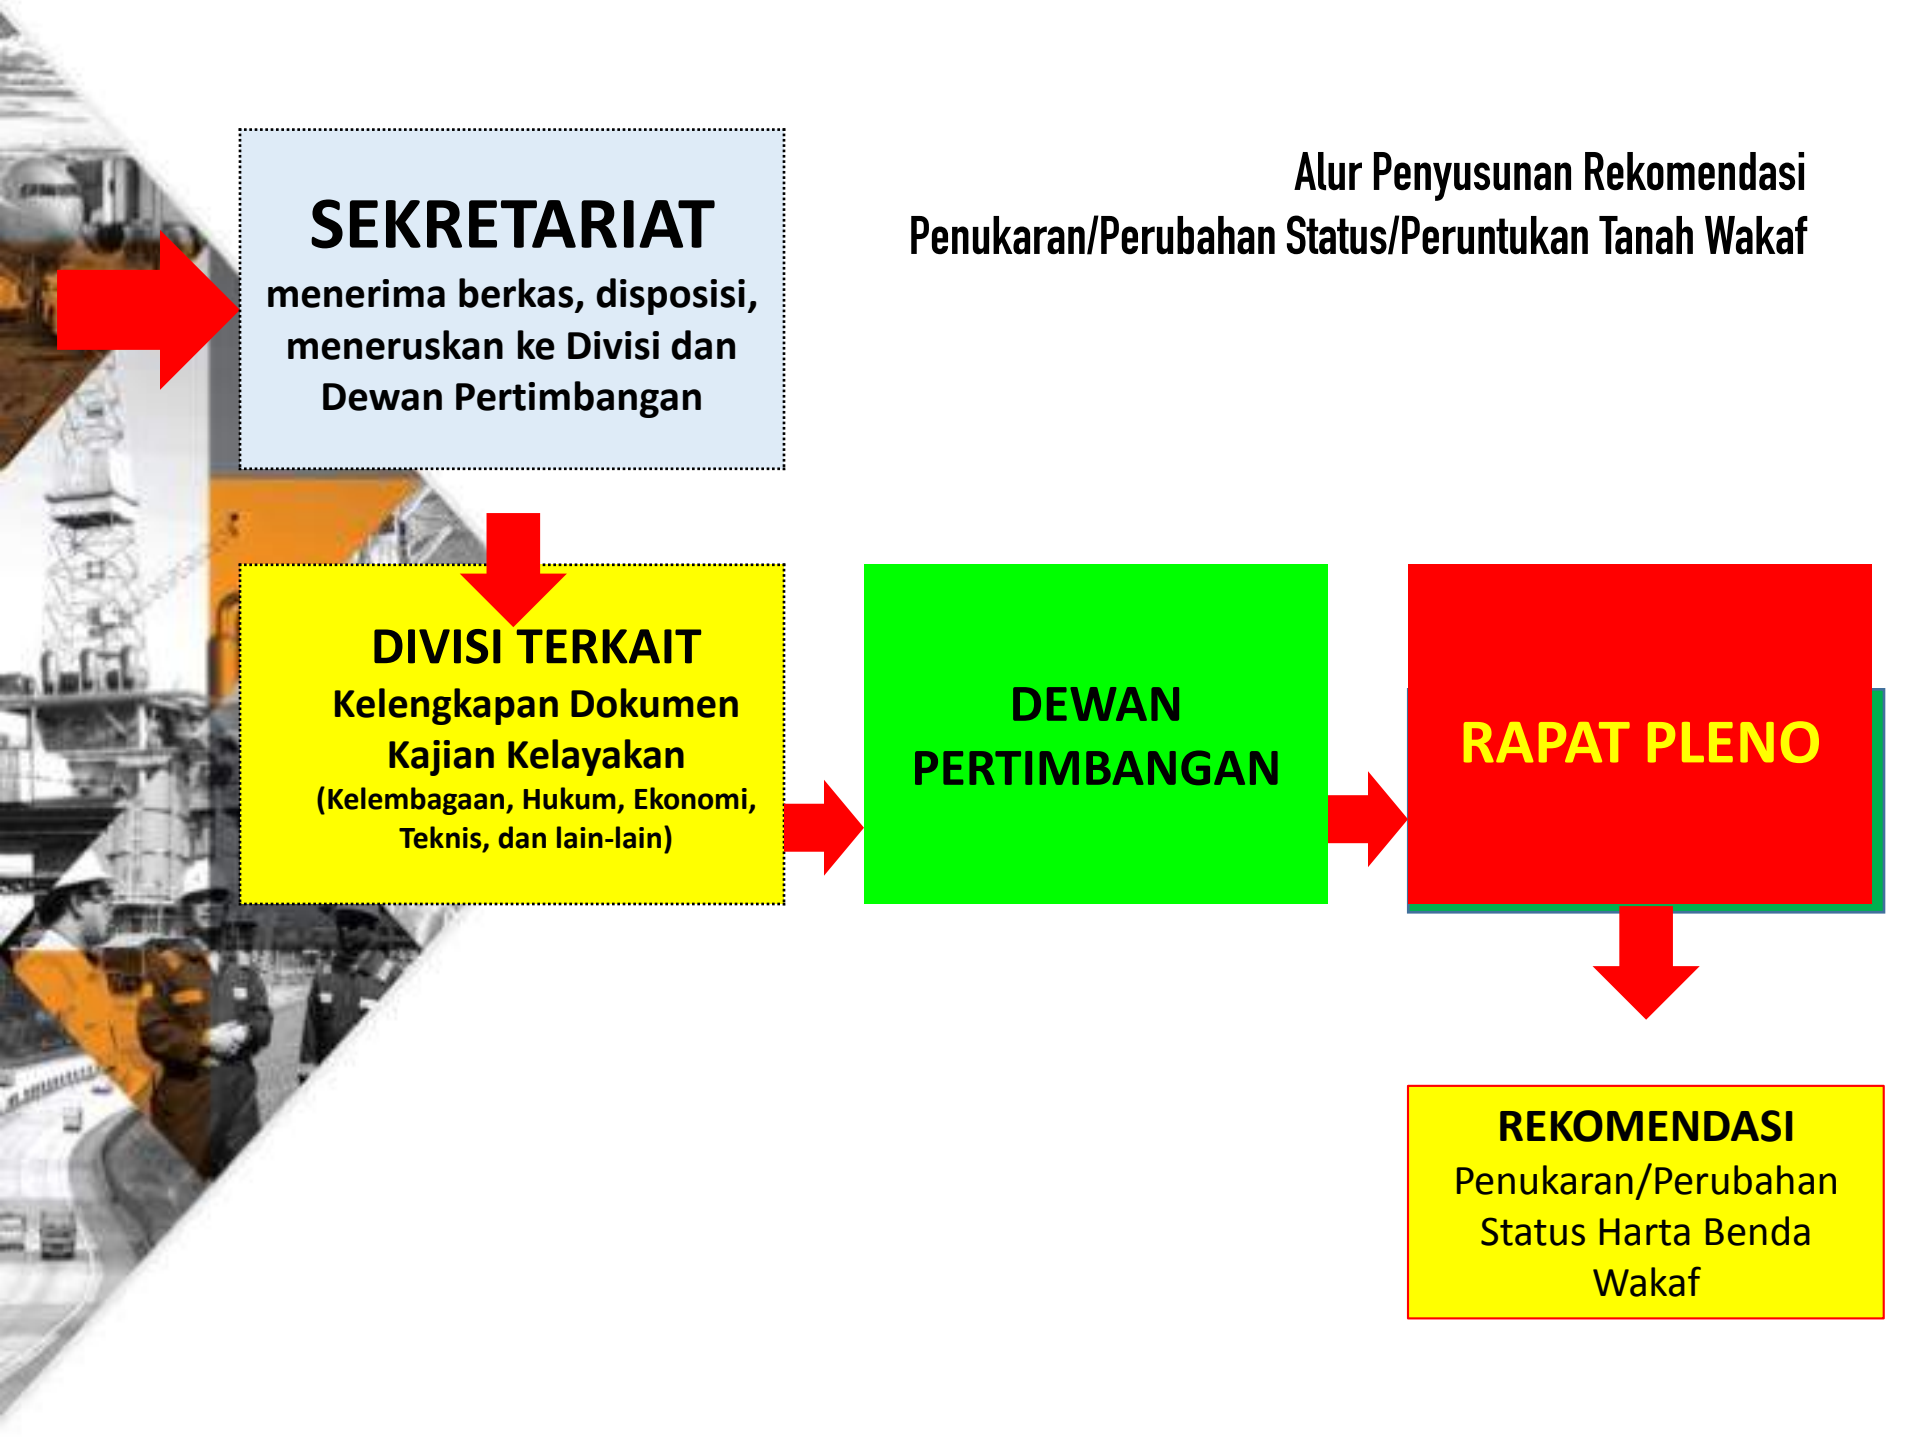 Alur Penyusunan Rekomendasi
Penukaran/Perubahan Status/Peruntukan Tanah Wakaf
SEKRETARIAT
menerima berkas, disposisi,
meneruskan ke Divisi dan
Dewan Pertimbangan
DIVISI TERKAIT
Kelengkapan Dokumen
Kajian Kelayakan
(Kelembagaan, Hukum, Ekonomi,
Teknis, dan lain-lain)
DEWAN
PERTIMBANGAN
RAPAT PLENO
REKOMENDASI
Penukaran/Perubahan
Status Harta Benda
Wakaf